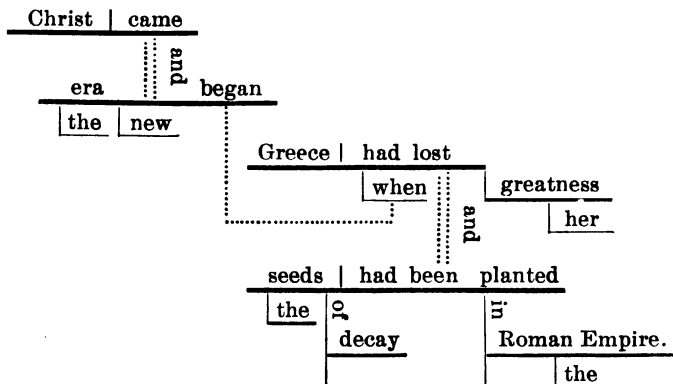 Christ | came
and
era began
the new
Greece | had lost
when greatness
and her
seeds | had been planted
the of in
decay Roman Empire.
the